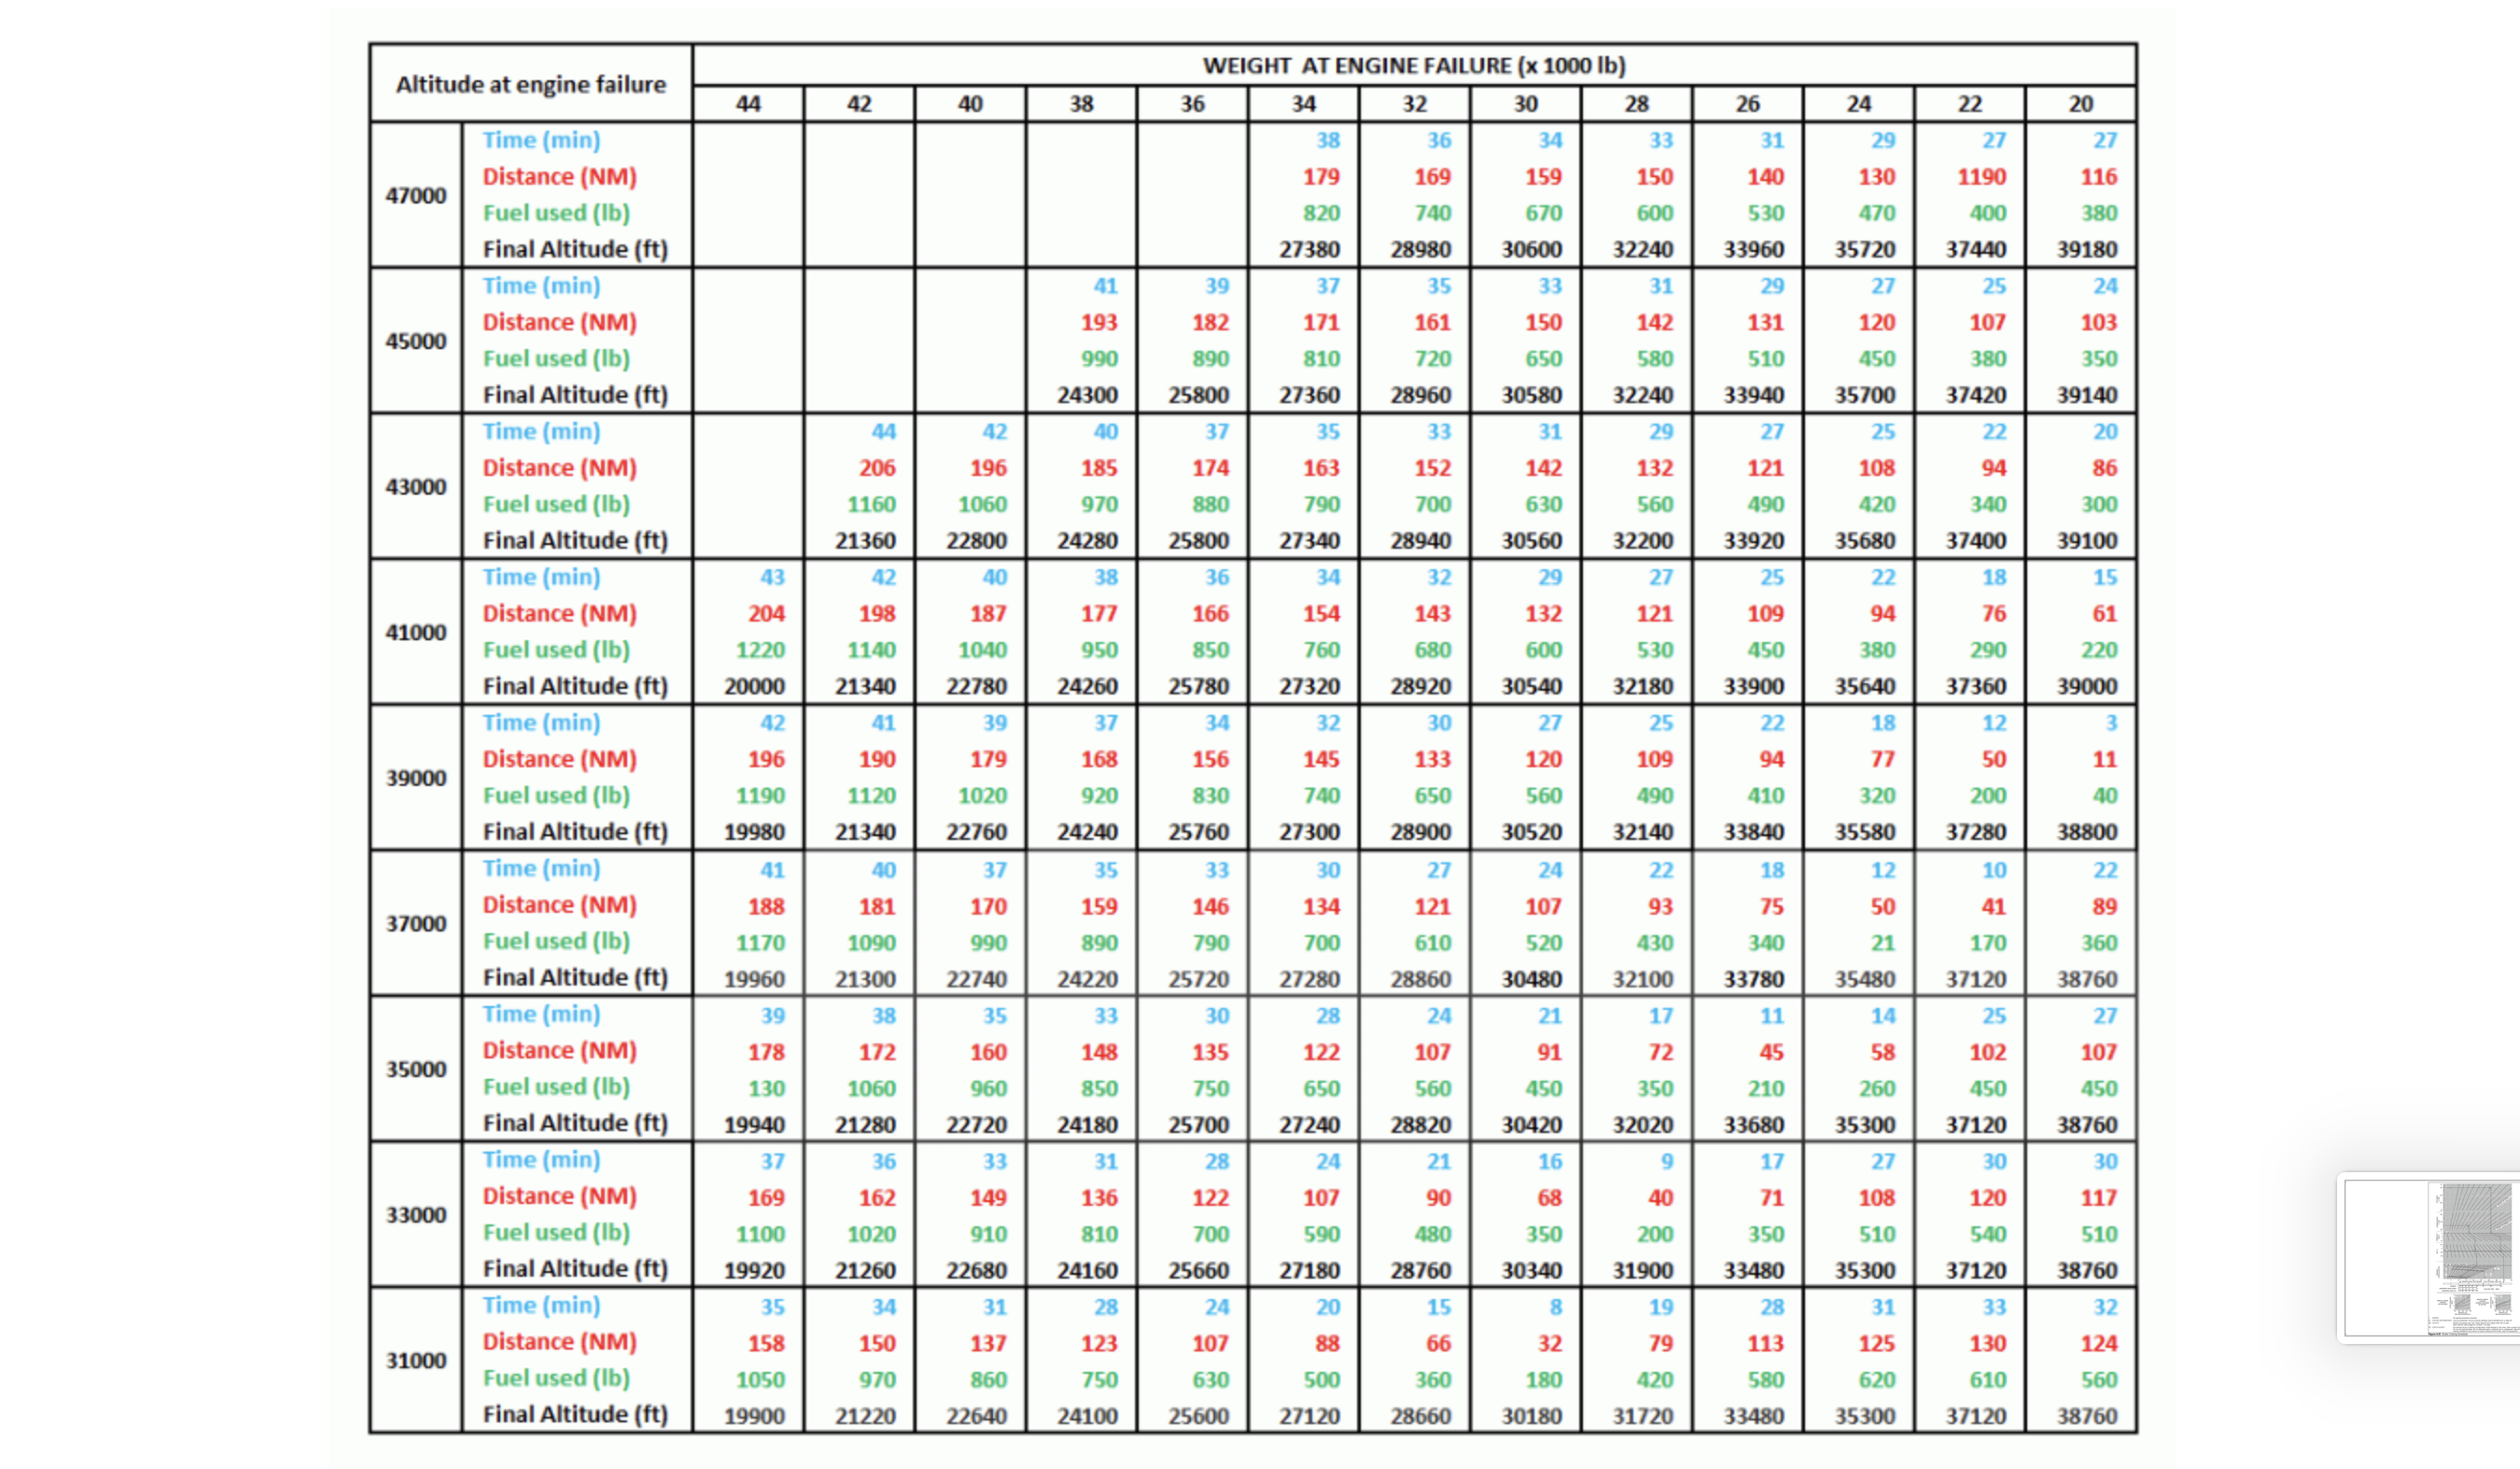 WEIGHT AT ENGINE FAILURE (x 1000 lb)
Altitude at engine failure
44 42 40 38 36 34 32 30 28 26 24 22 20
47000
Time (min) 38 36 34 33 31 29 27 27
Distance (NM) 179 169 159 150 140 130 1190 116
Fuel used (lb) 820 740 670 600 530 470 400 380
Final Altitude (ft) 27380 28980 30600 32240 33960 35720 37440 39180
45000
Time (min) 41 39 37 35 33 31 29 27 25 24
Distance (NM) 193 182 171 161 150 142 131 120 107 103
Fuel used (lb) 990 890 810 720 650 580 510 450 380 350
Final Altitude (ft) 24300 25800 27360 28960 30580 32240 33940 35700 37420 39140
43000
Time (min) 44 42 40 37 35 33 31 29 27 25 22 20
Distance (NM) 206 196 185 174 163 152 142 132 121 108 94 86
Fuel used (lb) 1160 1060 970 880 790 700 630 560 490 420 340 300
Final Altitude (ft) 21360 22800 24280 25800 27340 28940 30560 32200 33920 35680 37400 39100
41000
Time (min) 43 42 40 38 36 34 32 29 27 25 22 18 15
Distance (NM) 204 198 187 177 166 154 143 132 121 109 94 76 61
Fuel used (lb) 1220 1140 1040 950 850 760 680 600 530 450 380 290 220
Final Altitude (ft) 20000 21340 22780 24260 25780 27320 28920 30540 32180 33900 35640 37360 39000
39000
Time (min) 42 41 39 37 34 32 30 27 25 22 18 12 3
Distance (NM) 196 190 179 168 156 145 133 120 109 94 77 50 11
Fuel used (lb) 1190 1120 1020 920 830 740 650 560 490 410 320 200 40
Final Altitude (ft) 19980 21340 22760 24240 25760 27300 28900 30520 32140 33840 35580 37280 38800
37000
Time (min) 41 40 37 35 33 30 27 24 22 18 12 10 22
Distance (NM) 188 181 170 159 146 134 121 107 93 75 50 41 89
Fuel used (lb) 1170 1090 990 890 790 700 610 520 430 340 21 170 360
Final Altitude (ft) 19960 21300 22740 24220 25720 27280 28860 30480 32100 33780 35480 37120 38760
35000
Time (min) 39 38 35 33 30 28 24 21 17 11 14 25 27
Distance (NM) 178 172 160 148 135 122 107 91 72 45 58 102 107
Fuel used (lb) 130 1060 960 850 750 650 560 450 350 210 260 450 450
Final Altitude (ft) 19940 21280 22720 24180 25700 27240 28820 30420 32020 33680 35300 37120 38760
33000
Time (min) 37 36 33 31 28 24 21 16 9 17 27 30 30
Distance (NM) 169 162 149 136 122 107 90 68 40 71 108 120 117
Fuel used (lb) 1100 1020 910 810 700 590 480 350 200 350 510 540 510
Final Altitude (ft) 19920 21260 22680 24160 25660 27180 28760 30340 31900 33480 35300 37120 38760
31000
Time (min) 35 34 31 28 24 20 15 8 19 28 31 33 32
Distance (NM) 158 150 137 123 107 88 66 32 79 113 125 130 124
Fuel used (lb) 1050 970 860 750 630 500 360 180 420 580 620 610 560
Final Altitude (ft) 19900 21220 22640 24100 25600 27120 28660 30180 31720 33480 35300 37120 38760